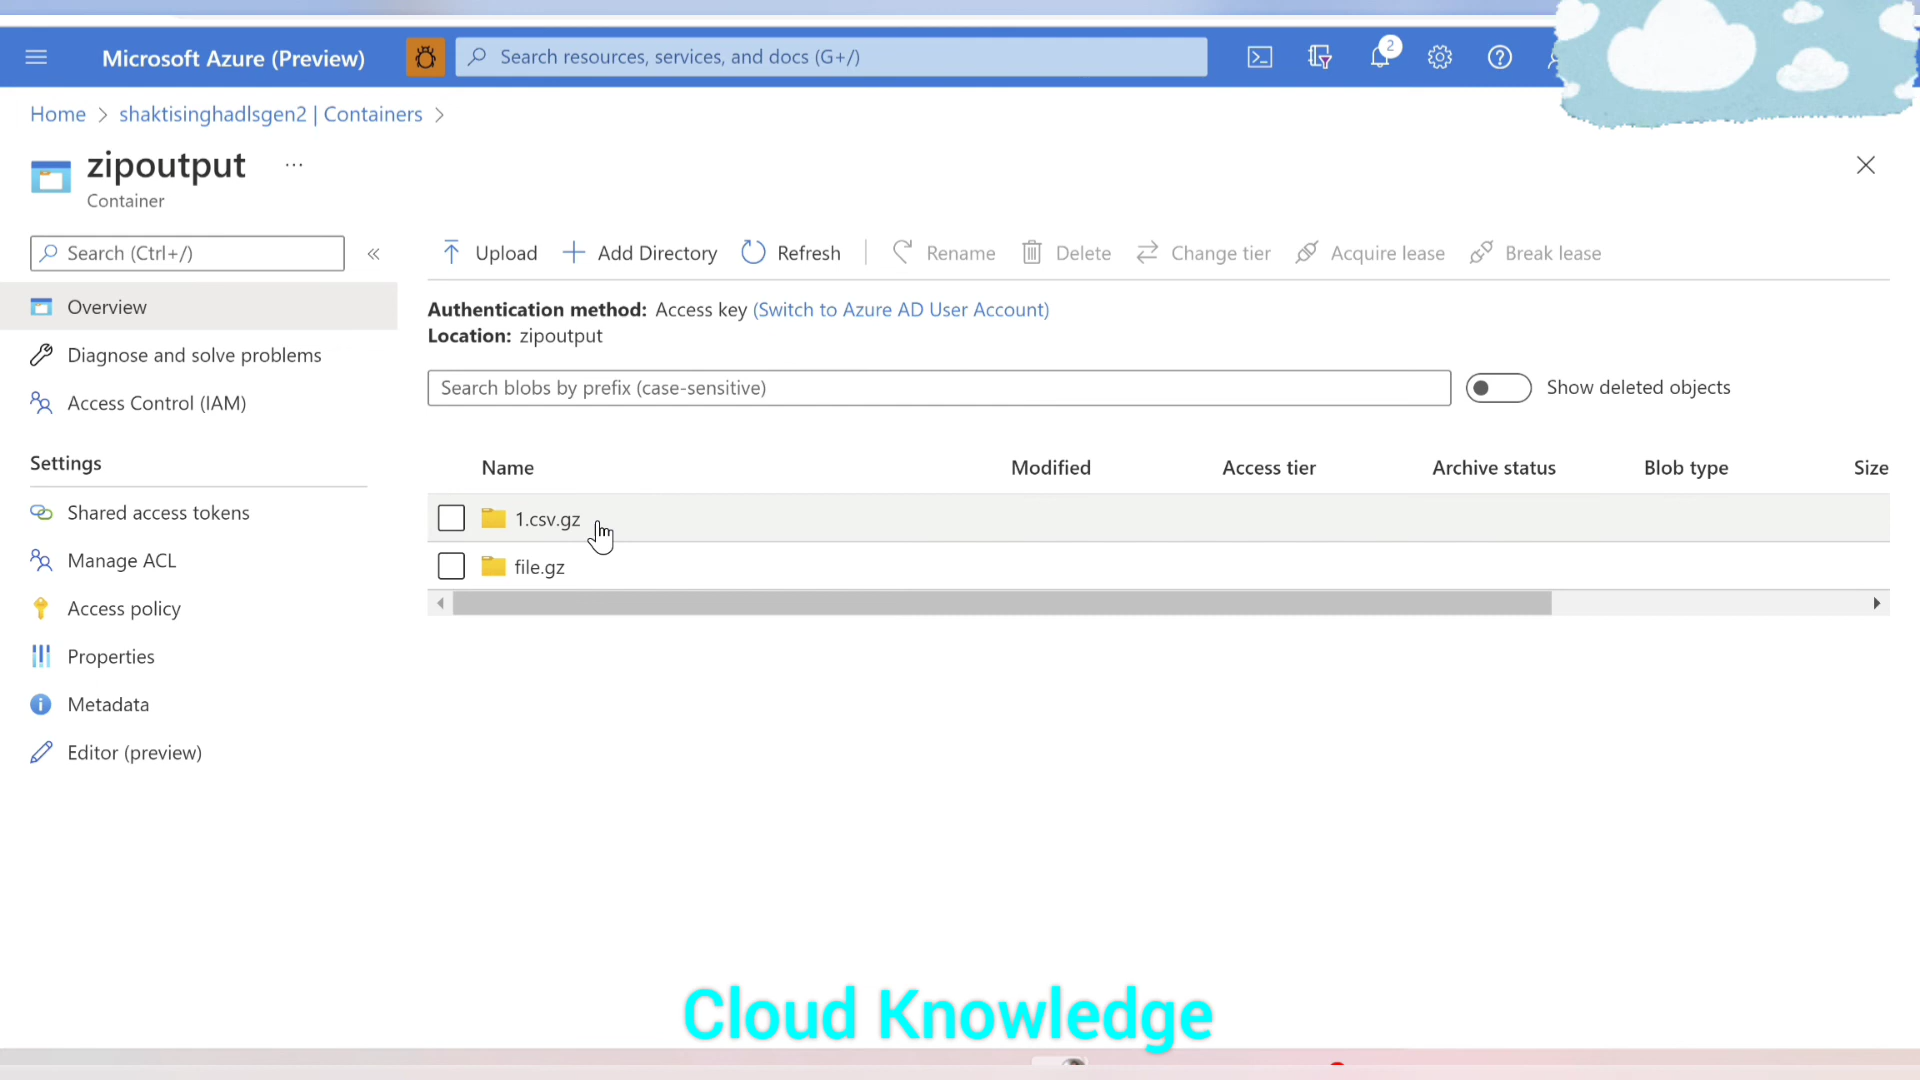 Microsoft Azure (Preview)
Search resources, services, and docs (G+/)
2
Home > shaktisinghadlsgen2 | Containers >
zipoutput ...
Container
Search (Ctrl+/) «
Overview
Diagnose and solve problems
Access Control (IAM)
Settings
Shared access tokens
Manage ACL
Access policy
Properties
Metadata
Editor (preview)
Upload Add Directory Refresh Rename Delete Change tier Acquire lease Break lease
Authentication method: Access key (Switch to Azure AD User Account)
Location: zipoutput
Search blobs by prefix (case-sensitive) Show deleted objects
Name Modified Access tier Archive status Blob type Size
1.csv.gz
file.gz
Cloud Knowledge